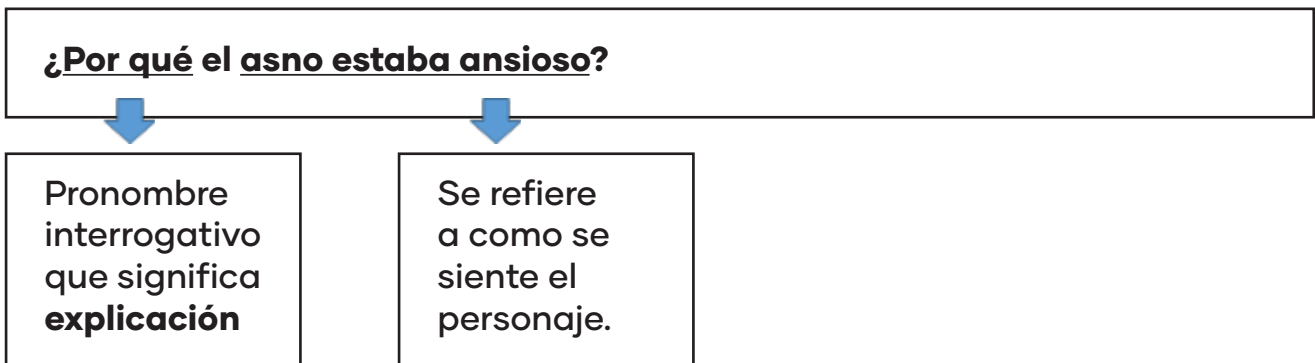 ¿Por qué el asno estaba ansioso?
Pronombre
interrogativo
que significa
explicación
Se refiere
a como se
siente el
personaje.